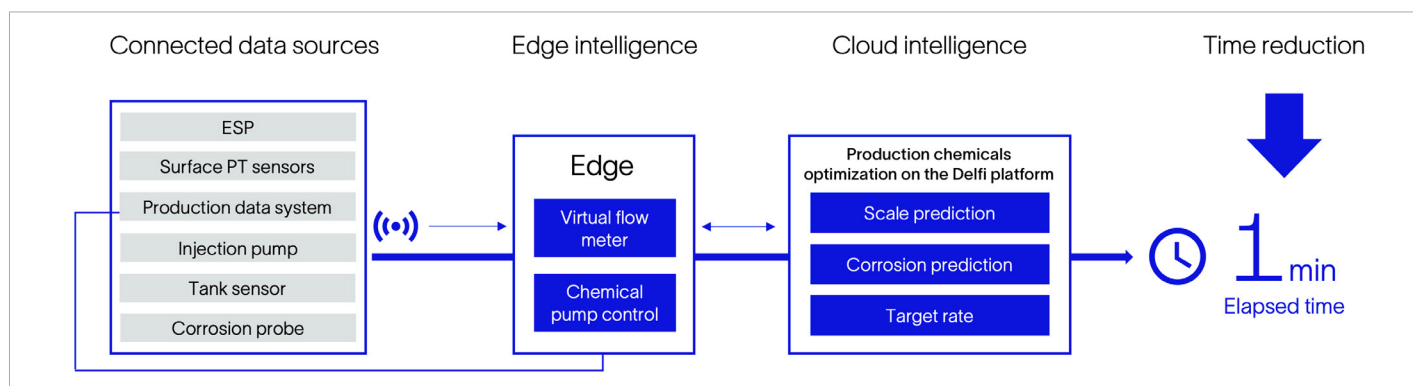 Connected data sources
Edge intelligence
Cloud intelligence
Time reduction
ESP
Surface PT sensors
Production data system
Injection pump
Tank sensor
Corrosion probe
Edge
Virtual flow
meter
Chemical
pump control
Production chemicals
optimization on the Delfi platform
Scale prediction
Corrosion prediction
Target rate
1 min
Elapsed time